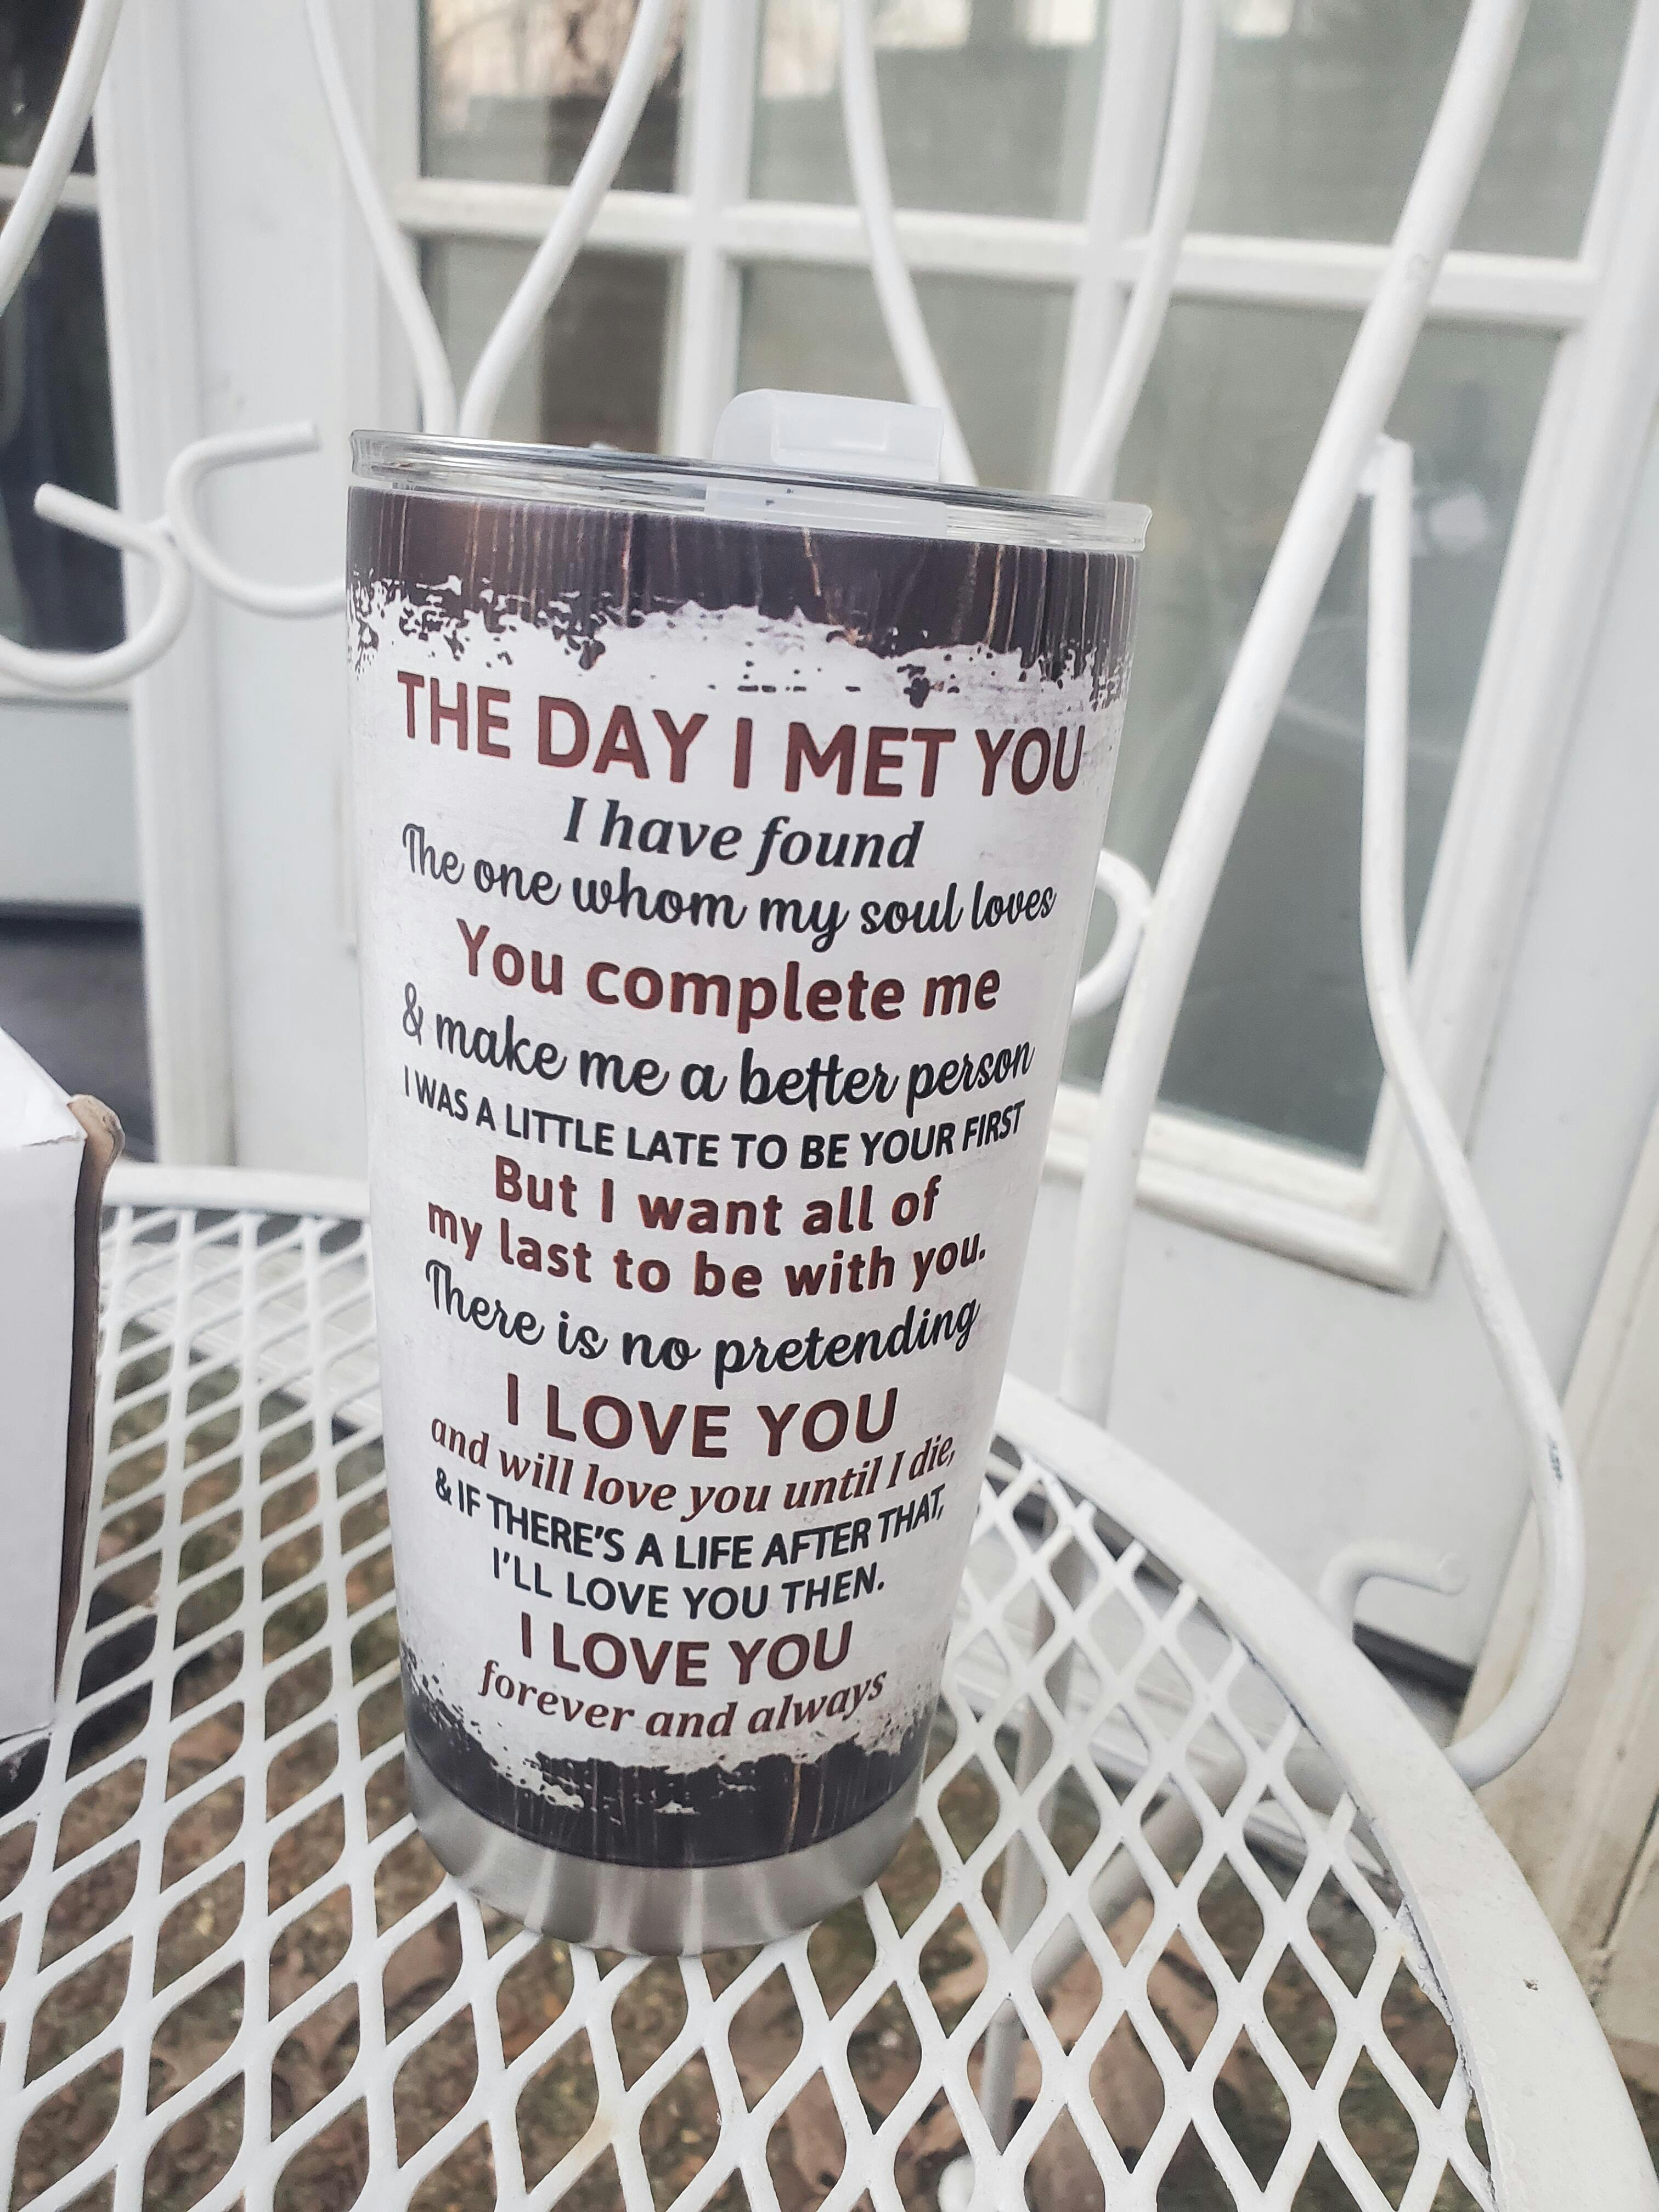 THE DAY I MET YOU
I have found
The one whom my soul loves
You complete me
& make me a better person
I WAS A LITTLE LATE TO BE YOUR FIRST
But I want all of
my last to be with you.
There is no pretending
I LOVE YOU
and will love you until I die,
& IF THERE'S A LIFE AFTER THAT,
I'LL LOVE YOU THEN.
I LOVE YOU
forever and always